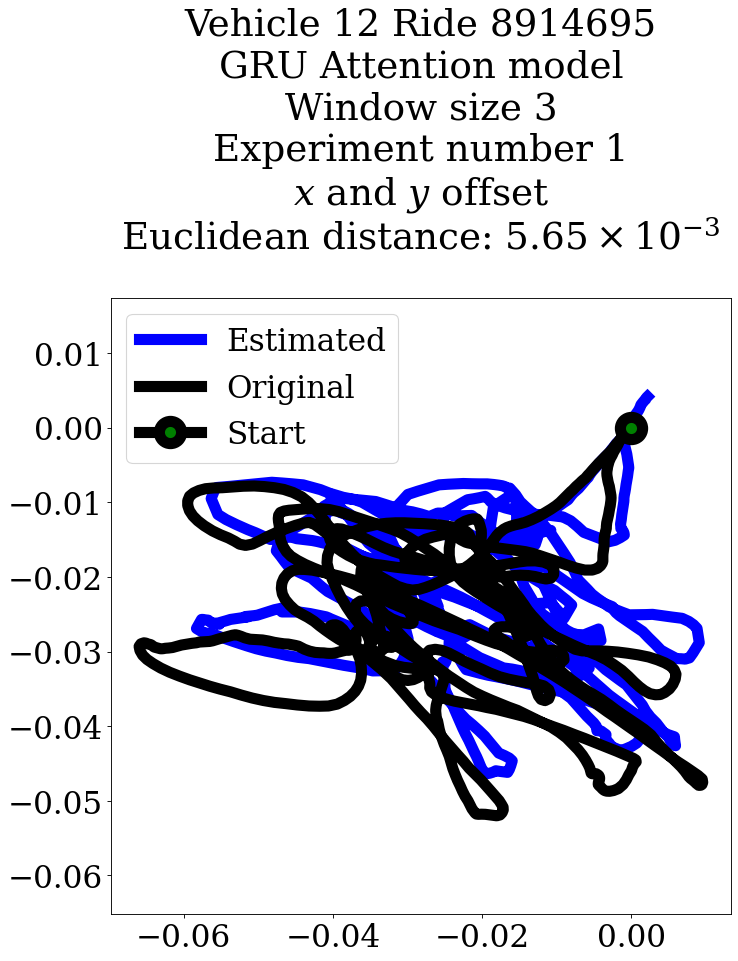 Vehicle 12 Ride 8914695
GRU Attention model
Window size 3
Experiment number 1
x and y offset
Euclidean distance: 5.65 × 10⁻³
Estimated
Original
Start
0.01
0.00
−0.01
−0.02
−0.03
−0.04
−0.05
−0.06
−0.06 −0.04 −0.02 0.00